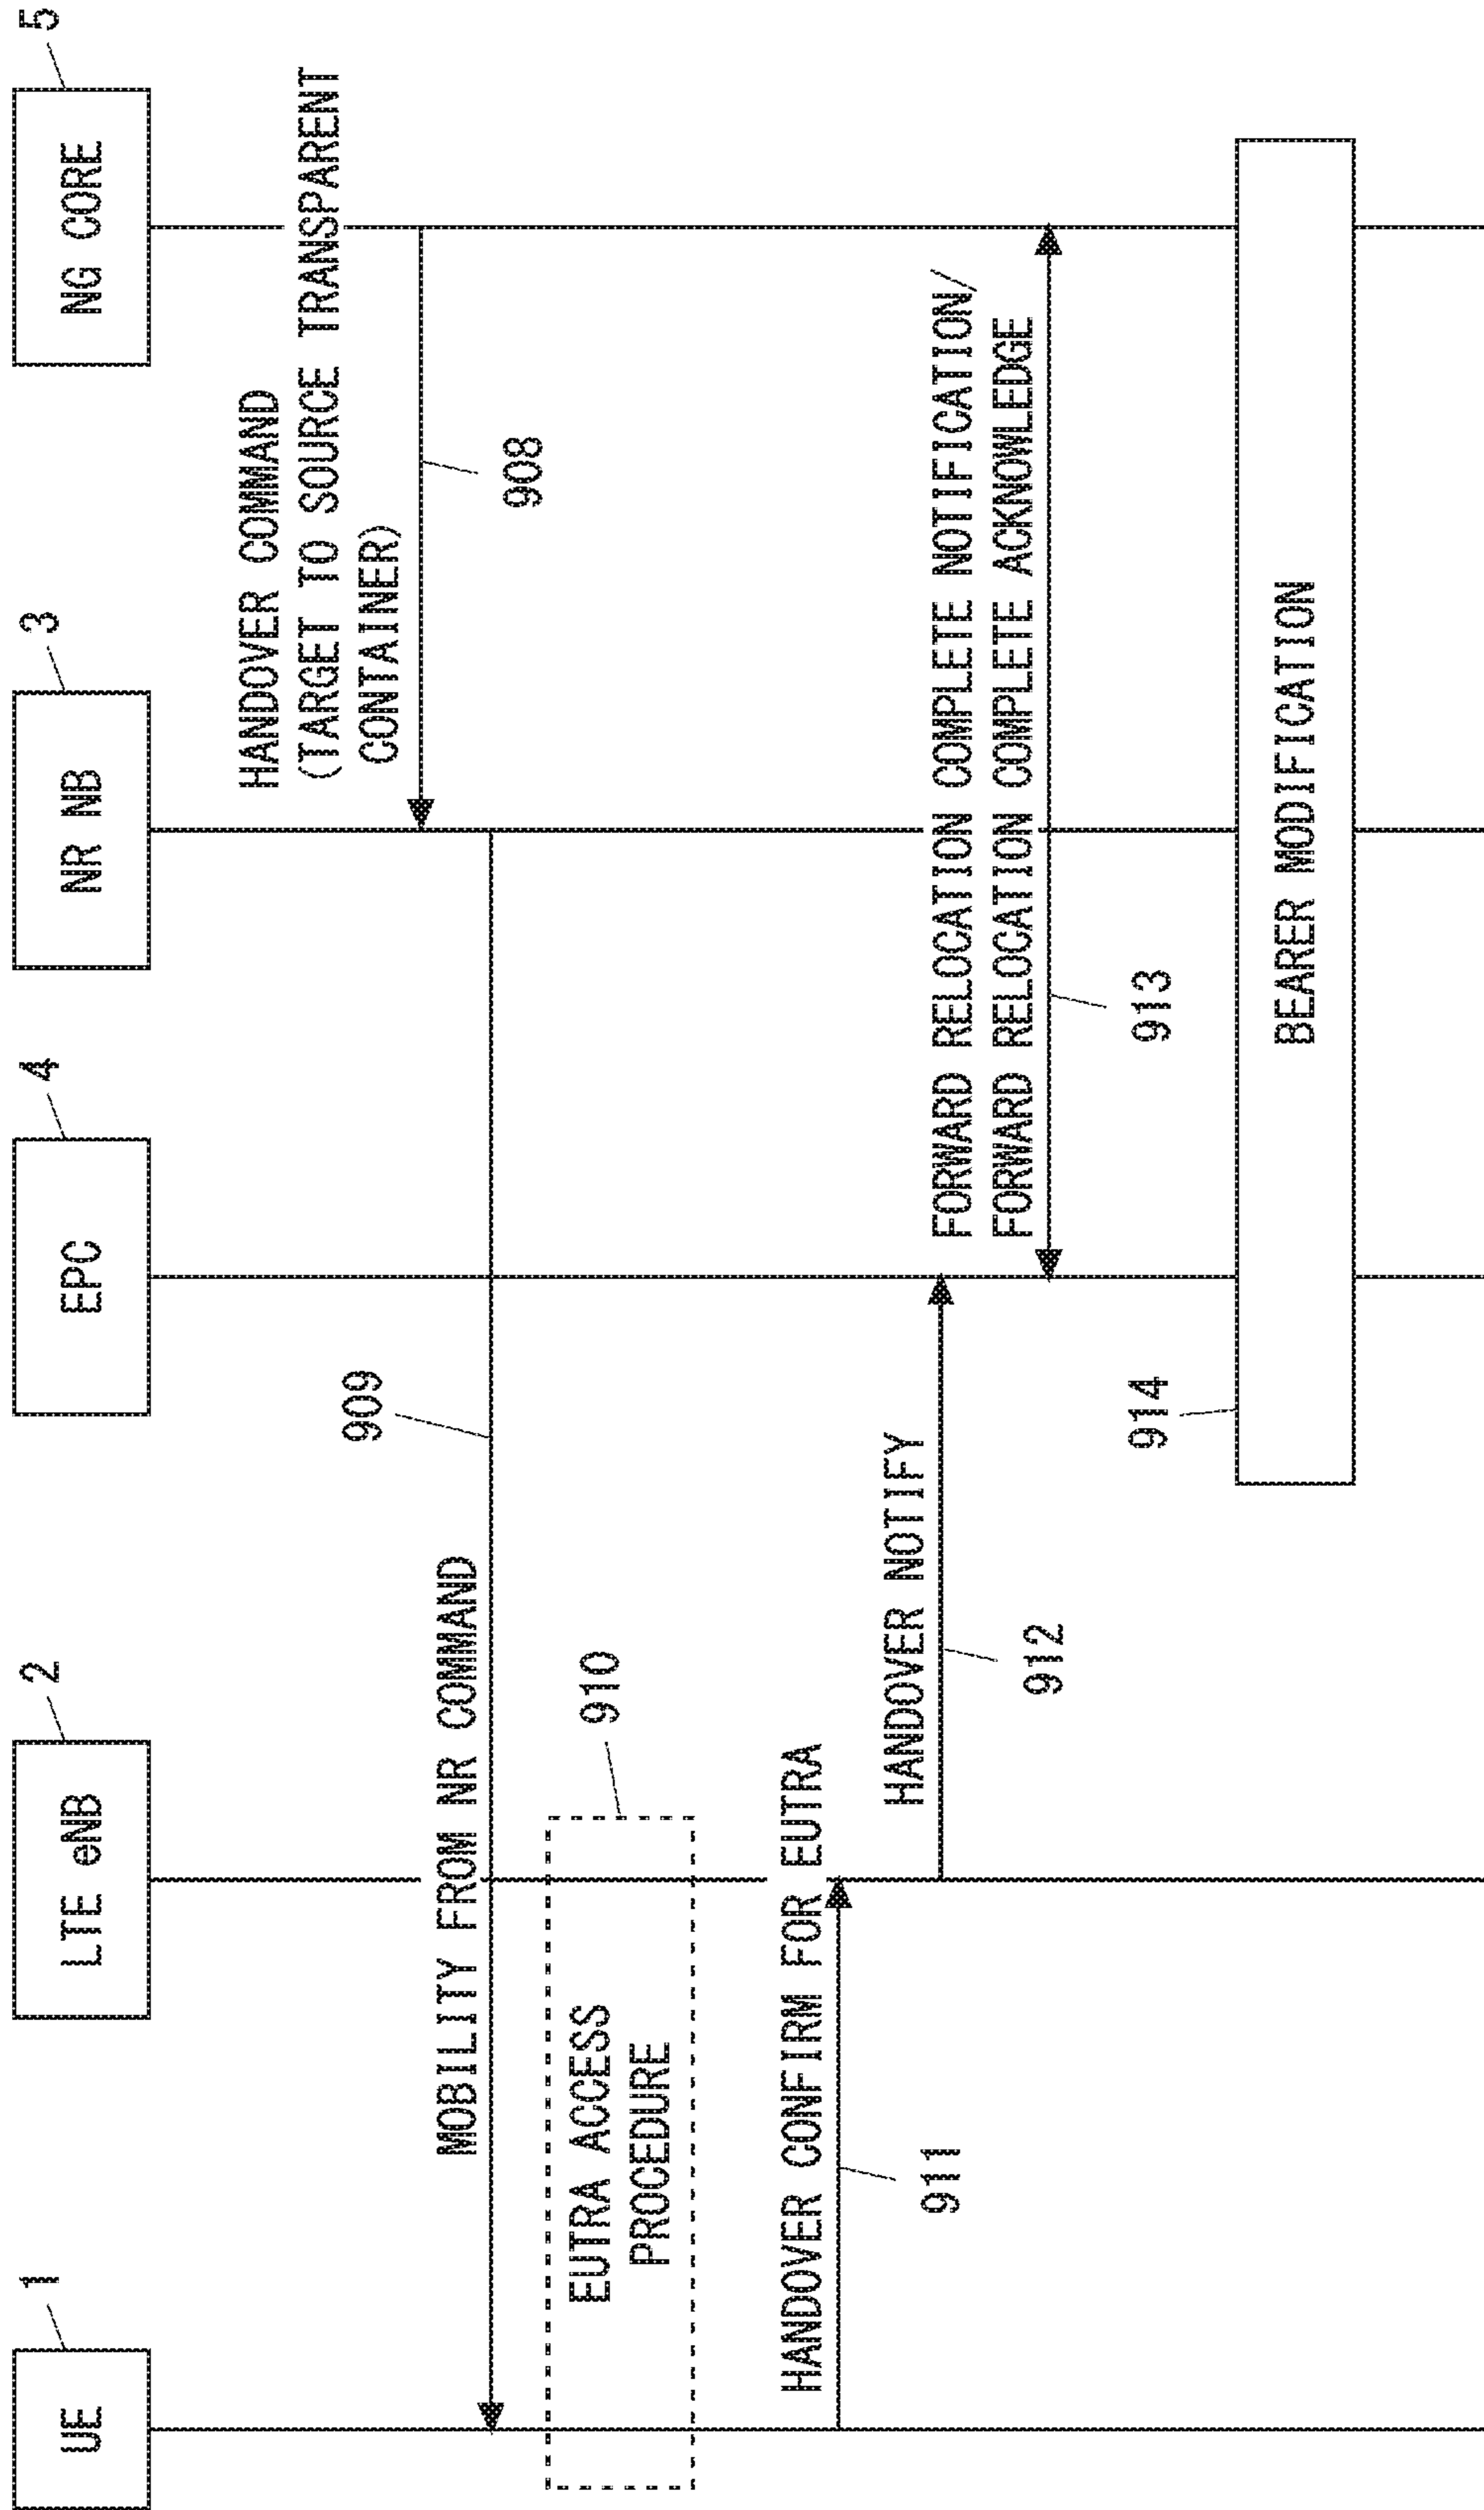 UE
1
LTE eNB
2
EPC
4
NR NB
3
NG CORE
5
HANDOVER COMMAND
(TARGET TO SOURCE TRANSPARENT
CONTAINER)
908
MOBILITY FROM NR COMMAND
909
EUTRA ACCESS
PROCEDURE
910
HANDOVER CONFIRM FOR EUTRA
911
HANDOVER NOTIFY
912
FORWARD RELOCATION COMPLETE NOTIFICATION/
FORWARD RELOCATION COMPLETE ACKNOWLEDGE
913
914
BEARER MODIFICATION